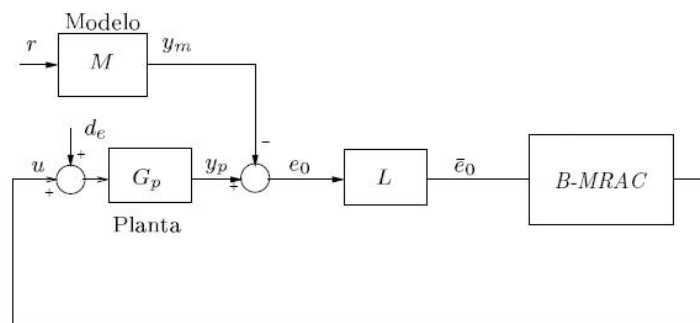 Modelo
r
M
y_m
d_e
+
-
u
+
G_p
y_p
+
e_0
L
ē_0
B-MRAC
Planta